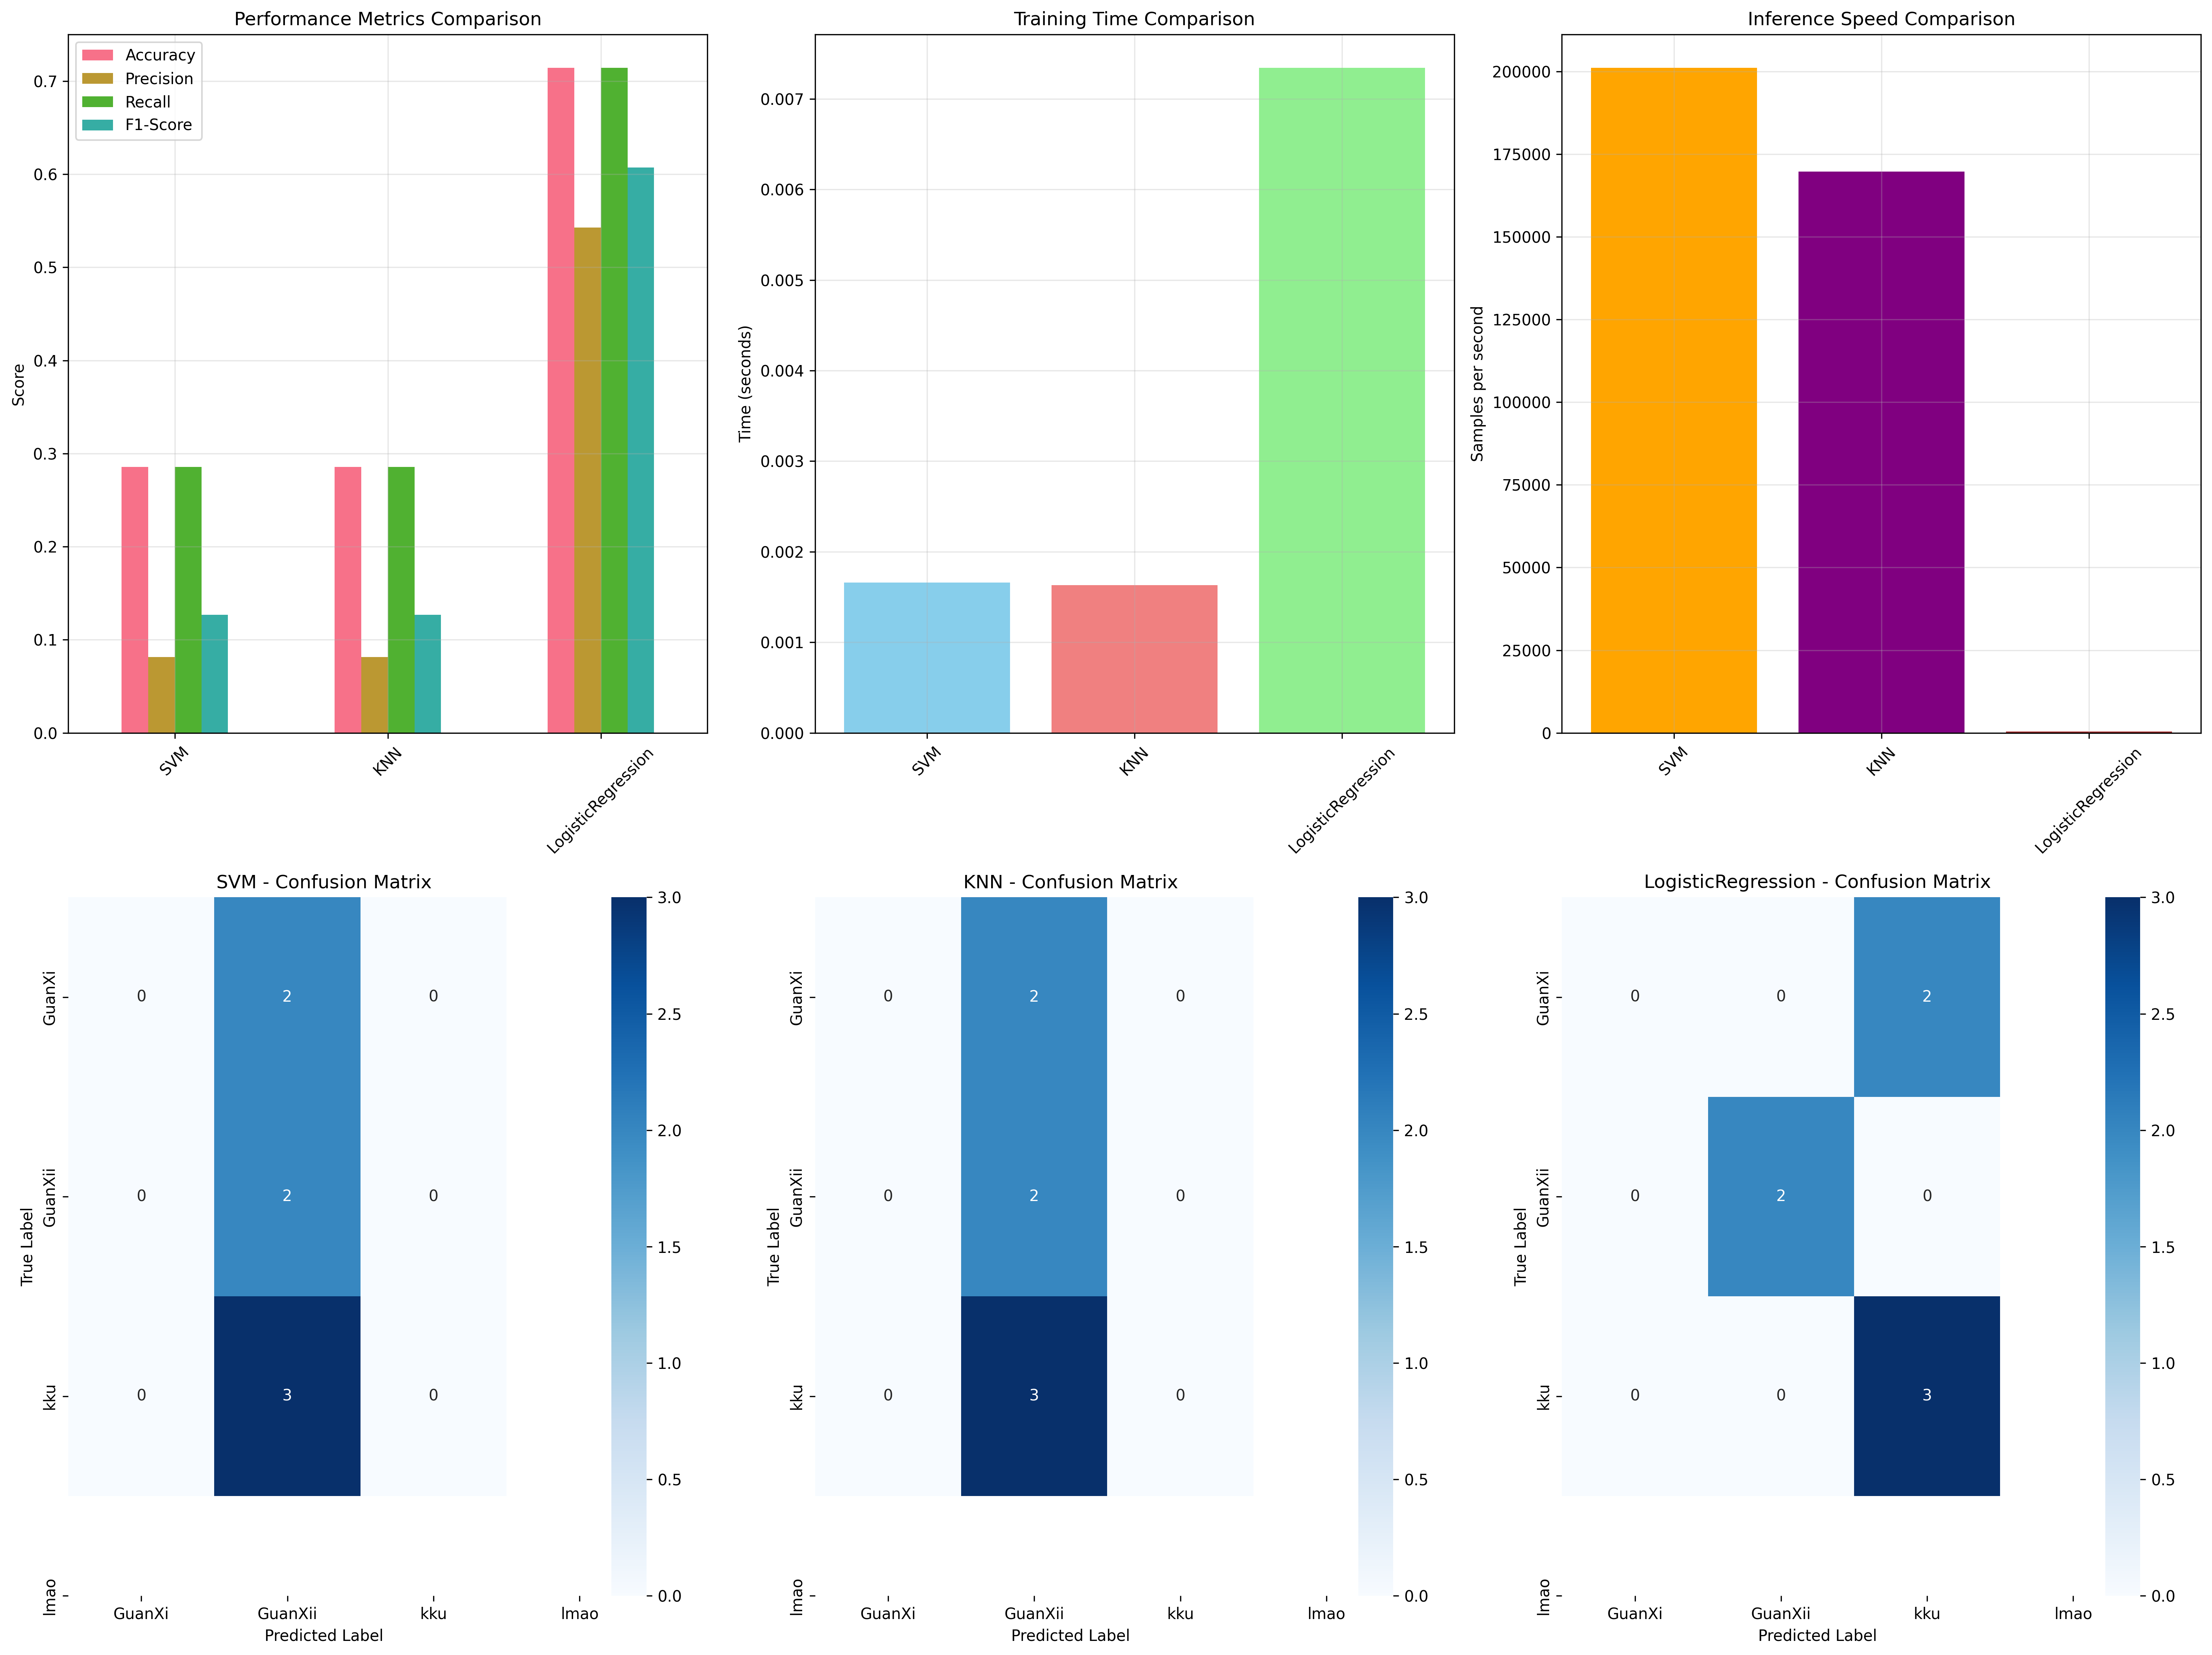 Performance Metrics Comparison
Accuracy
Precision
Recall
F1-Score
Score
0.7
0.6
0.5
0.4
0.3
0.2
0.1
0.0
SVM
KNN
LogisticRegression
Training Time Comparison
Time (seconds)
0.007
0.006
0.005
0.004
0.003
0.002
0.001
0.000
SVM
KNN
LogisticRegression
Inference Speed Comparison
Samples per second
200000
175000
150000
125000
100000
75000
50000
25000
0
SVM
KNN
LogisticRegression
SVM - Confusion Matrix
True Label
GuanXi
GuanXii
kku
lmao
0 2 0
0 2 0
0 3 0
GuanXi GuanXii kku lmao
Predicted Label
3.0
2.5
2.0
1.5
1.0
0.5
0.0
KNN - Confusion Matrix
True Label
GuanXi
GuanXii
kku
lmao
0 2 0
0 2 0
0 3 0
GuanXi GuanXii kku lmao
Predicted Label
3.0
2.5
2.0
1.5
1.0
0.5
0.0
LogisticRegression - Confusion Matrix
True Label
GuanXi
GuanXii
kku
lmao
0 0 2
0 2 0
0 0 3
GuanXi GuanXii kku lmao
Predicted Label
3.0
2.5
2.0
1.5
1.0
0.5
0.0